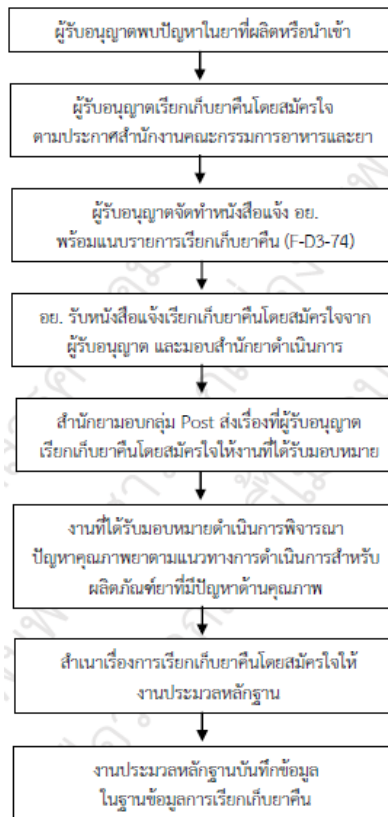 ผู้รับอนุญาตพบปัญหาในยาที่ผลิตหรือนำเข้า
ผู้รับอนุญาตเรียกเก็บยาคืนโดยสมัครใจ
ตามประกาศสำนักงานคณะกรรมการอาหารและยา
ผู้รับอนุญาตจัดทำหนังสือแจ้ง อย.
พร้อมแนบรายการเรียกเก็บยาคืน (F-D3-74)
อย. รับหนังสือแจ้งเรียกเก็บยาคืนโดยสมัครใจจาก
ผู้รับอนุญาต และมอบสำนักยาดำเนินการ
สำนักยามอบกลุ่ม Post ส่งเรื่องที่ผู้รับอนุญาต
เรียกเก็บยาคืนโดยสมัครใจให้งานที่ได้รับมอบหมาย
งานที่ได้รับมอบหมายดำเนินการพิจารณา
ปัญหาคุณภาพยาตามแนวทางการดำเนินการสำหรับ
ผลิตภัณฑ์ยาที่มีปัญหาด้านคุณภาพ
สำเนาเรื่องการเรียกเก็บยาคืนโดยสมัครใจให้
งานประมวลหลักฐาน
งานประมวลหลักฐานบันทึกข้อมูล
ในฐานข้อมูลการเรียกเก็บยาคืน